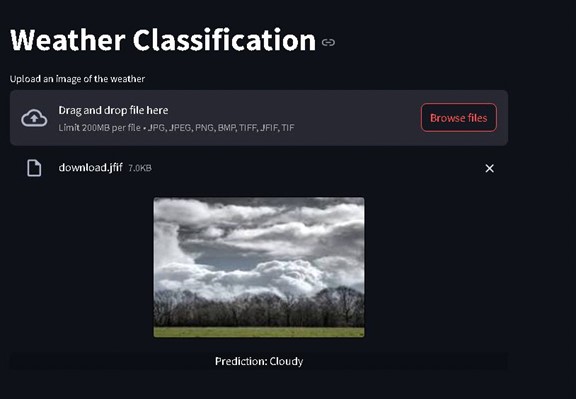 Weather Classification
Upload an image of the weather
Drag and drop file here
Limit 200MB per file • JPG, JPEG, PNG, BMP, TIFF, JFIF, TIF
Browse files
download.jfif 7.0KB
Prediction: Cloudy